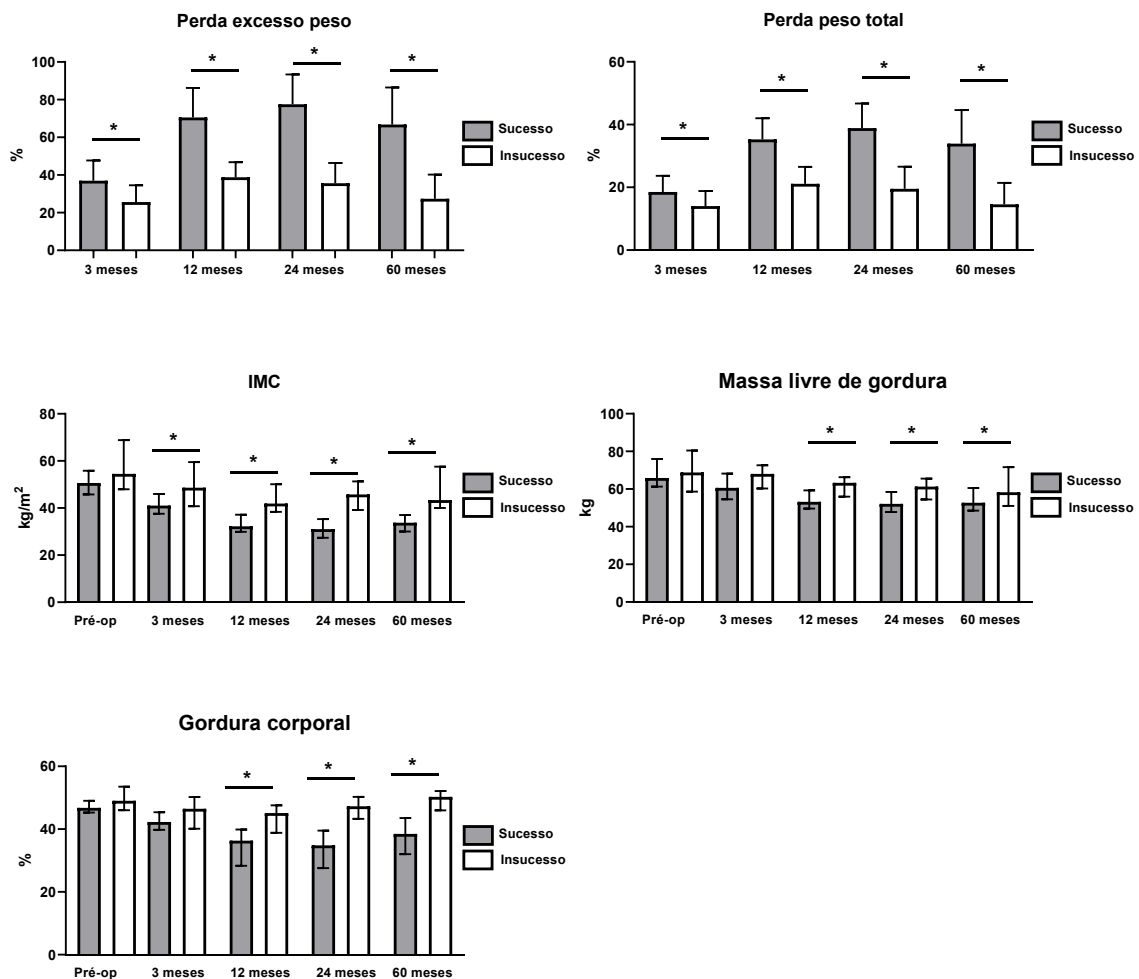 Perda excesso peso
100
80
60
40
20
0
%
*
*
*
*
3 meses
12 meses
24 meses
60 meses
Sucesso
Insucesso
Perda peso total
60
40
20
0
%
*
*
*
*
3 meses
12 meses
24 meses
60 meses
Sucesso
Insucesso
IMC
80
60
40
20
0
kg/m²
*
*
*
*
Pré-op
3 meses
12 meses
24 meses
60 meses
Sucesso
Insucesso
Massa livre de gordura
100
80
60
40
20
0
kg
*
*
*
Pré-op
3 meses
12 meses
24 meses
60 meses
Sucesso
Insucesso
Gordura corporal
60
40
20
0
%
*
*
*
Pré-op
3 meses
12 meses
24 meses
60 meses
Sucesso
Insucesso